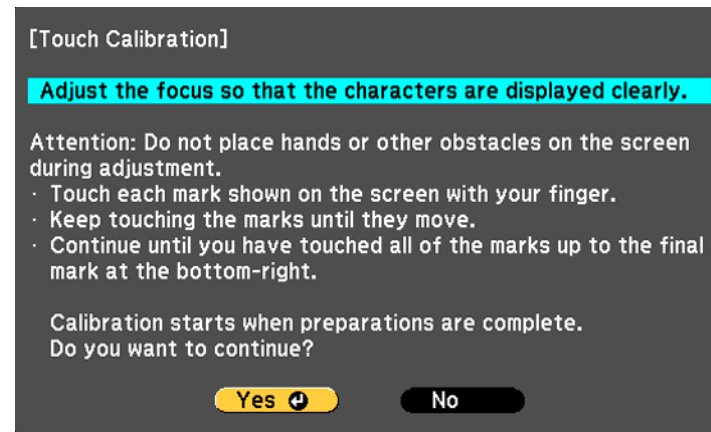 [Touch Calibration]
Adjust the focus so that the characters are displayed clearly.
Attention: Do not place hands or other obstacles on the screen
during adjustment.
· Touch each mark shown on the screen with your finger.
· Keep touching the marks until they move.
· Continue until you have touched all of the marks up to the final
mark at the bottom-right.
Calibration starts when preparations are complete.
Do you want to continue?
Yes No